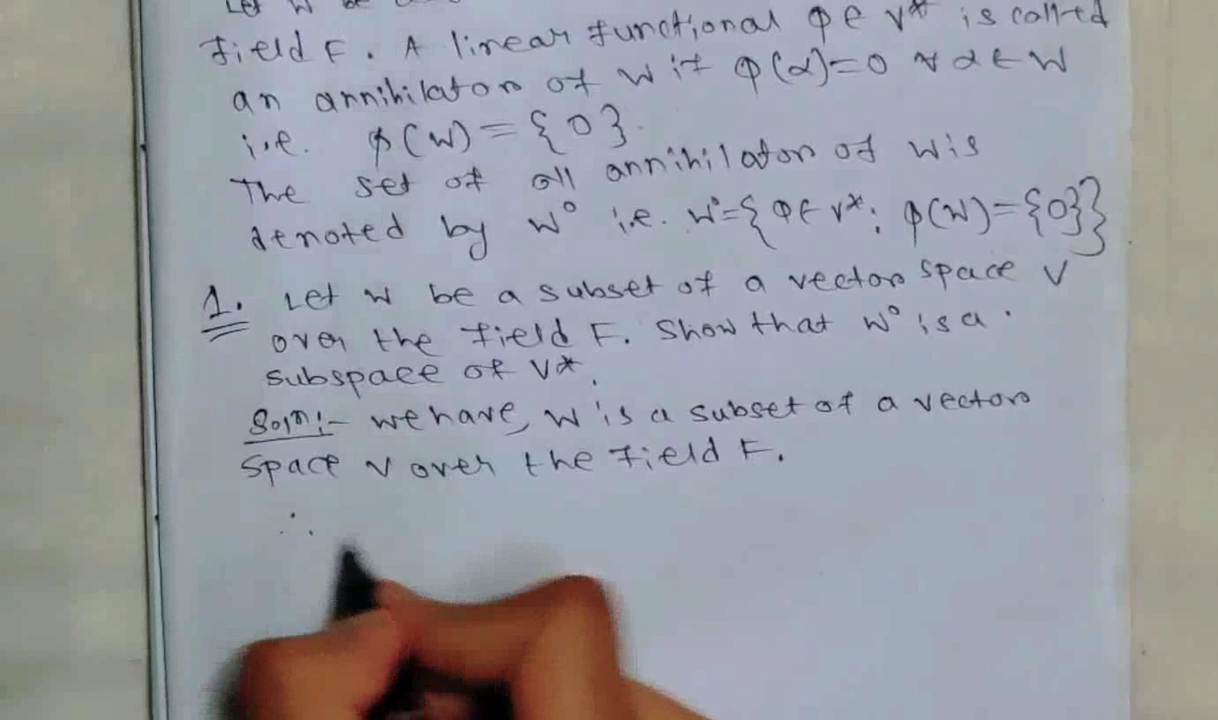 Let W be a
field F. A linear functional φ ∈ V* is called
an annihilator of W if φ(α)=0 ∀ α ∈ W
i.e. φ(W) = {0}.
The set of all annihilator of W is
denoted by W° i.e. W°={φ ∈ V*: φ(W)={0}}
1. Let W be a subset of a vector space V
over the field F. Show that W° is a
subspace of V*.
Soln:- we have, W is a subset of a vector
space V over the field F.
∴